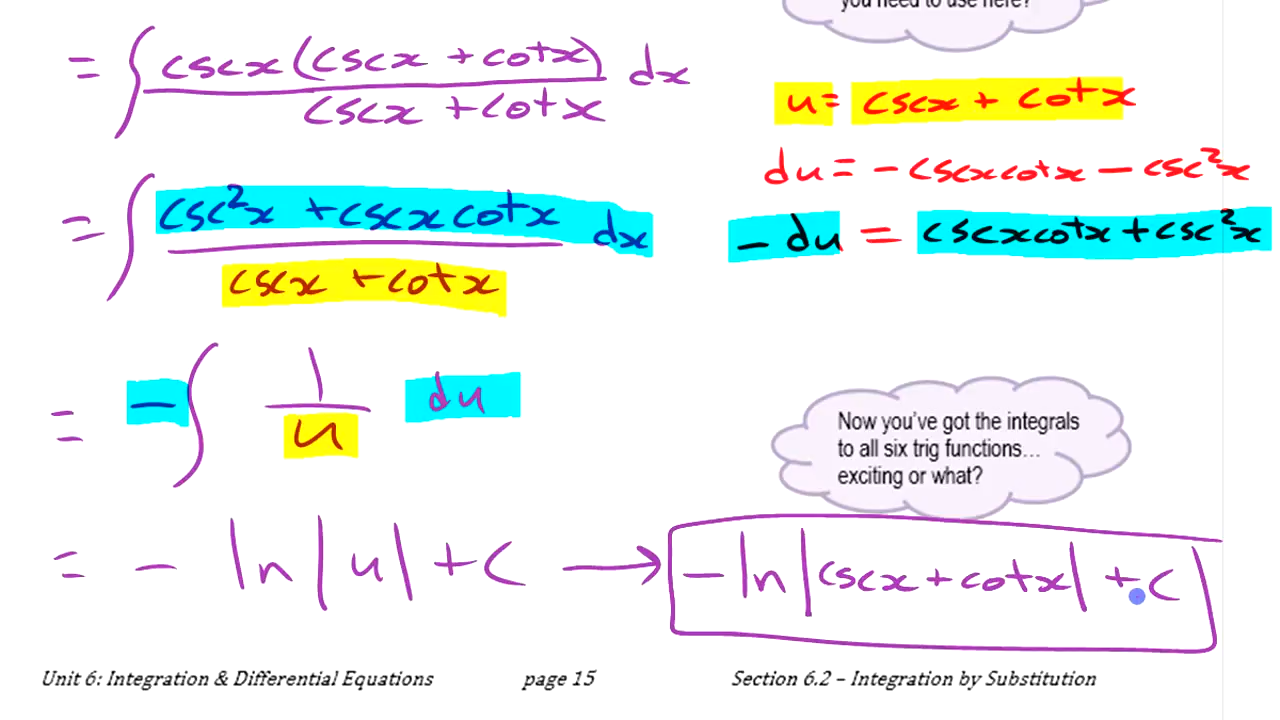 you need to use here?
= ∫ cscx(cscx + cotx) / cscx + cotx dx
u = cscx + cotx
du = - cscxcotx - csc²x
= ∫ csc²x + cscxcotx / cscx + cotx dx
- du = cscxcotx + csc²x
= - ∫ 1 / u du
Now you've got the integrals
to all six trig functions...
exciting or what?
= - ln|u| + C → - ln|cscx + cotx| + C
Unit 6: Integration & Differential Equations page 15 Section 6.2 – Integration by Substitution